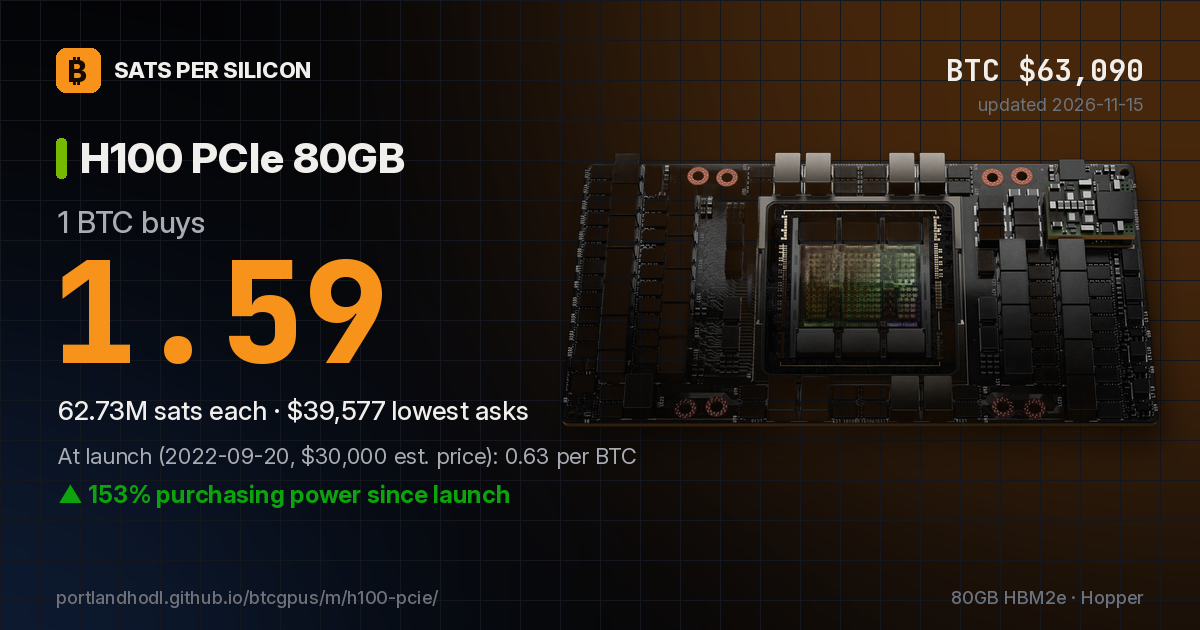 ₿ SATS PER SILICON
BTC $63,090
updated 2026-11-15
H100 PCIe 80GB
1 BTC buys
1.59
62.73M sats each · $39,577 lowest asks
At launch (2022-09-20, $30,000 est. price): 0.63 per BTC
▲ 153% purchasing power since launch
portlandhodl.github.io/btcgpus/m/h100-pcie/
80GB HBM2e · Hopper